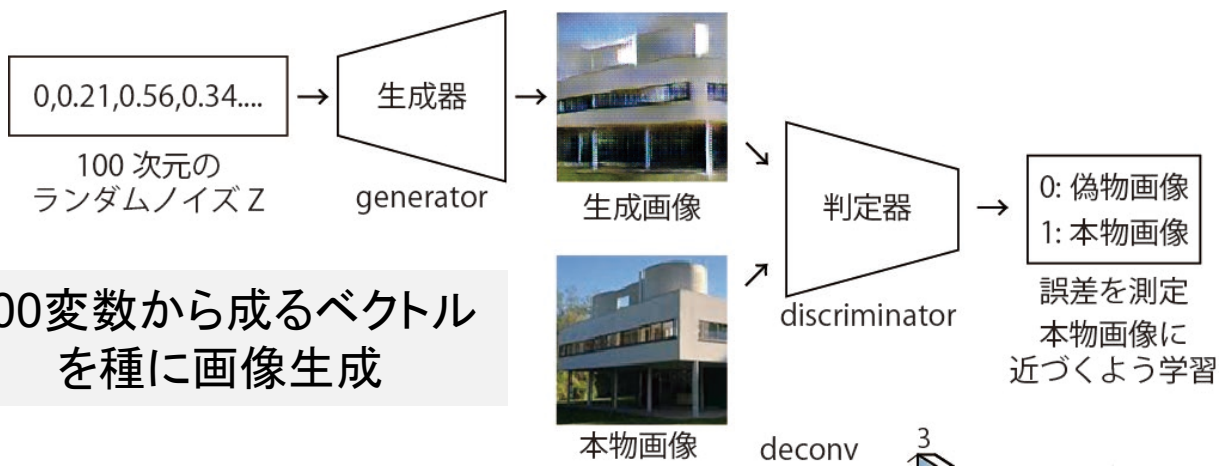 0,0.21,0.56,0.34....
→
生成器
→
100 次元の
ランダムノイズ Z
generator
生成画像
↘
判定器
→
0: 偽物画像
1: 本物画像
↗
discriminator
誤差を測定
本物画像に
近づくよう学習
00変数から成るベクトル
を種に画像生成
本物画像
deconv
3